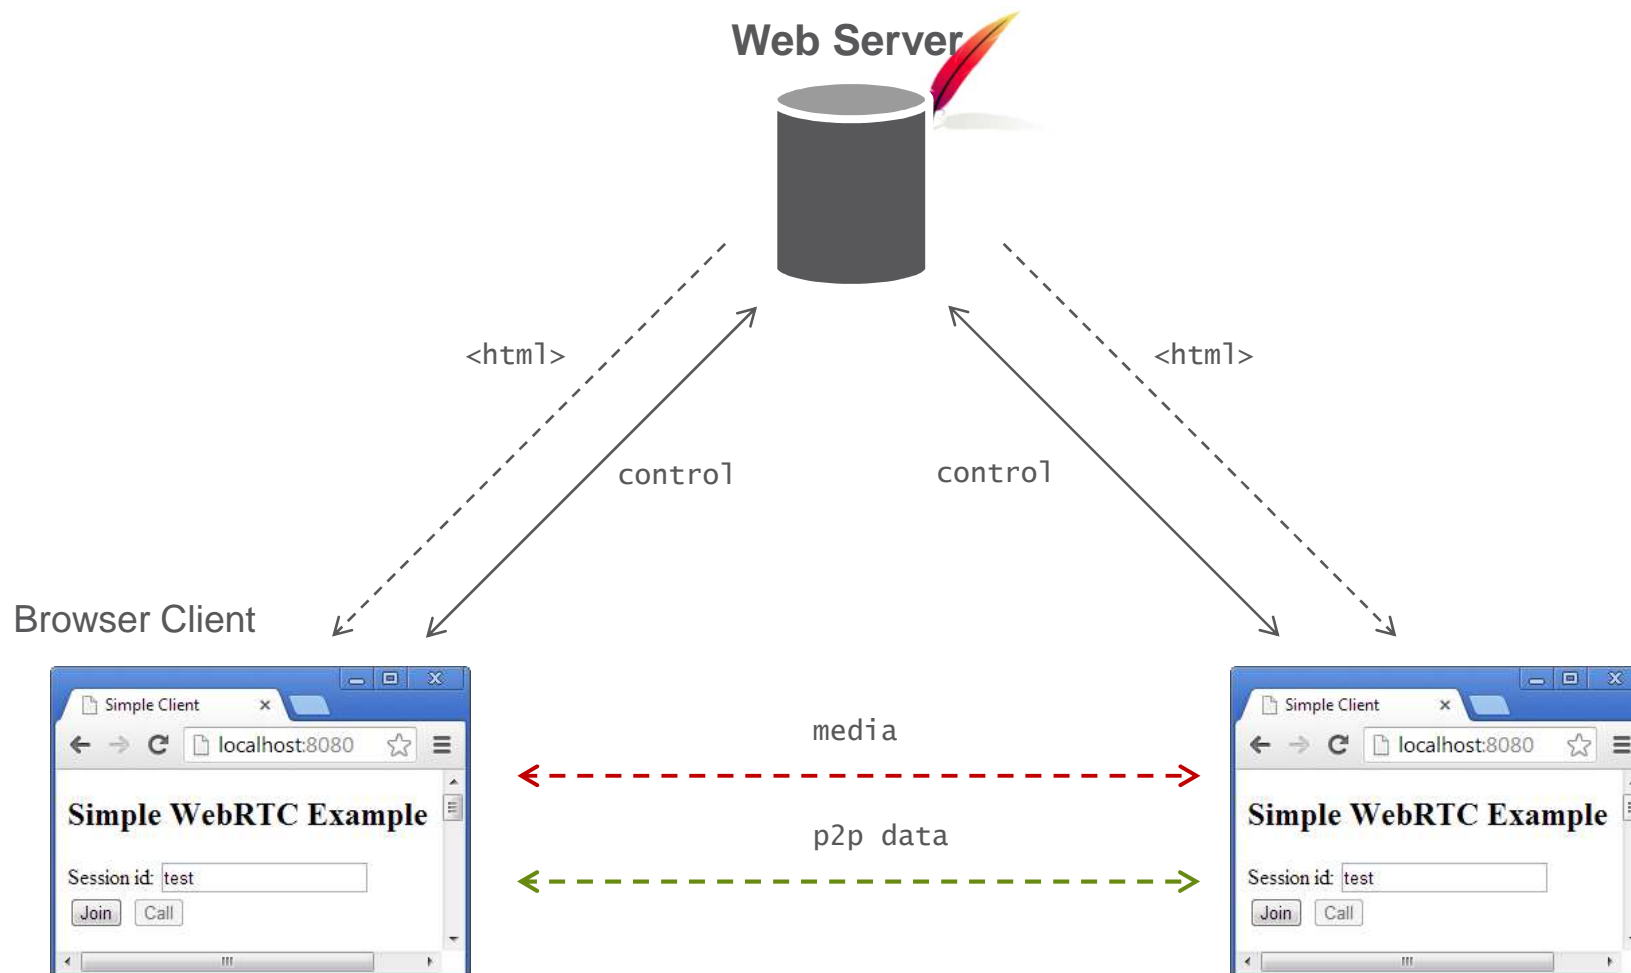 Web Server
<html>
<html>
control
control
Browser Client
Simple Client
localhost:8080
Simple WebRTC Example
Session id: test
Join Call
media
p2p data
Simple Client
localhost:8080
Simple WebRTC Example
Session id: test
Join Call